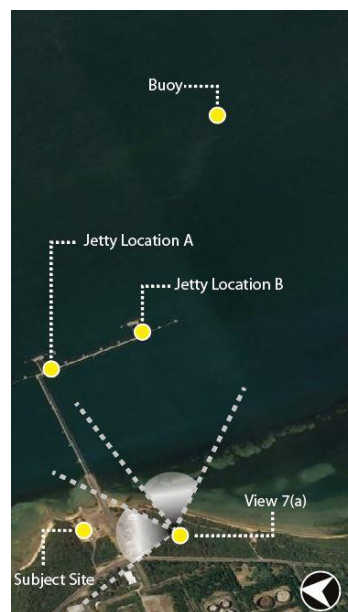 Buoy
Jetty Location A
Jetty Location B
View 7(a)
Subject Site